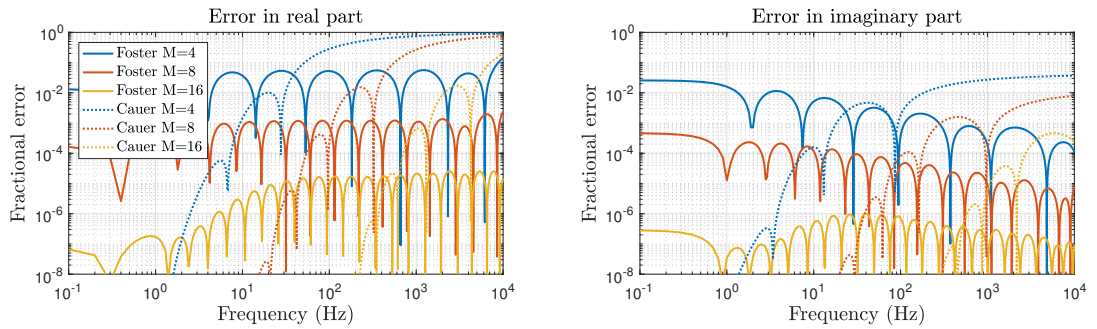 Error in real part
10^0
10^-2
10^-4
10^-6
10^-8
Fractional error
Foster M=4
Foster M=8
Foster M=16
Cauer M=4
Cauer M=8
Cauer M=16
10^-1
10^0
10^1
10^2
10^3
10^4
Frequency (Hz)
Error in imaginary part
10^0
10^-2
10^-4
10^-6
10^-8
Fractional error
10^-1
10^0
10^1
10^2
10^3
10^4
Frequency (Hz)